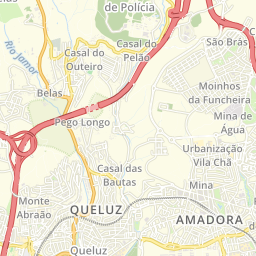 de Polícia
Casal do
Pelão
São Brás
Rio Jamor
Casal do
Outeiro
Moinhos
da Funcheira
Belas
Pego Longo
Mina de
Água
Urbanização
Vila Chã
Casal das
Bautas
Mina
Monte
Abraão
QUELUZ
AMADORA
Queluz